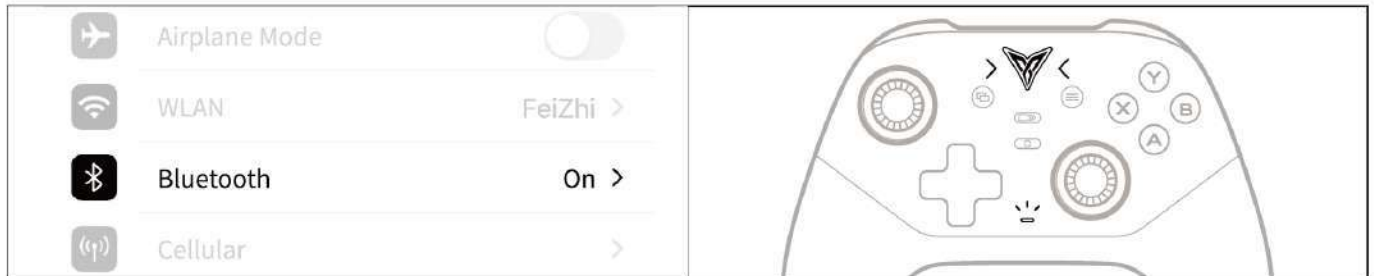 Airplane Mode
WLAN FeiZhi >
Bluetooth On >
Cellular >
Y
X B
A